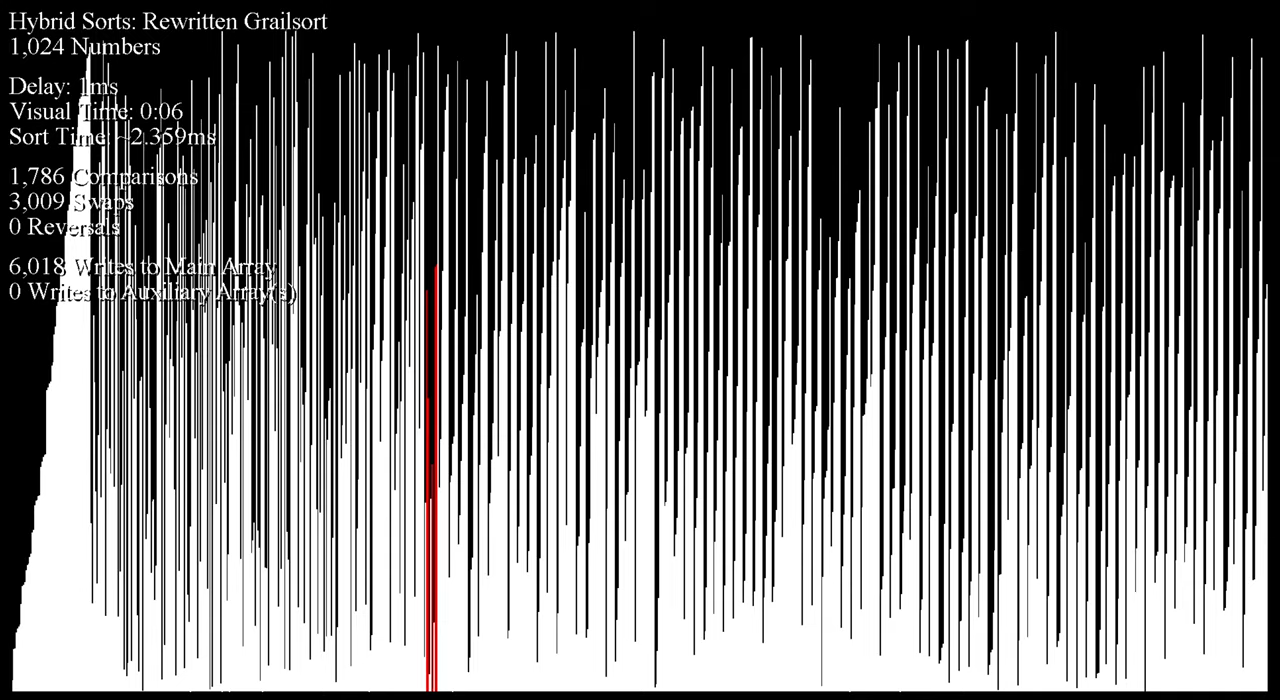 Hybrid Sorts: Rewritten Grailsort
1,024 Numbers
Delay: 1ms
Visual Time: 0:06
Sort Time: ~2.359ms
1,786 Comparisons
3,009 Swaps
0 Reversals
6,018 Writes to Main Array
0 Writes to Auxiliary Array(s)